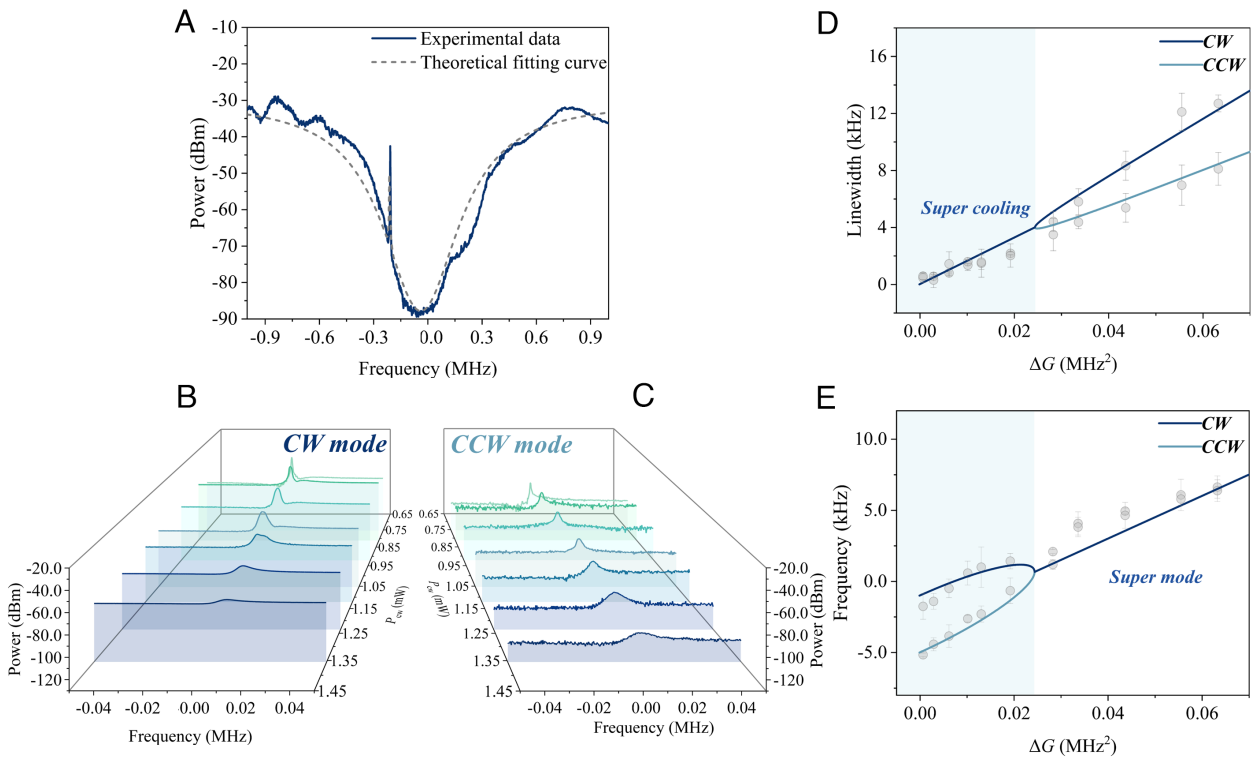 A
-10
-20
-30
-40
-50
-60
-70
-80
-90
Power (dBm)
Experimental data
Theoretical fitting curve
-0.9 -0.6 -0.3 0.0 0.3 0.6 0.9
Frequency (MHz)
D
16
12
8
4
0
Linewidth (kHz)
CW
CCW
Super cooling
0.00 0.02 0.04 0.06
ΔG (MHz²)
B
CW mode
-20.0
-40.0
-60.0
-80.0
-100
-120
Power (dBm)
0.65
0.75
0.85
0.95
1.05
1.15
1.25
1.35
1.45
-0.04 -0.02 0.00 0.02 0.04
Frequency (MHz)
C
CCW mode
0.65
0.75
0.85
0.95
1.05
1.15
1.25
1.35
1.45
-20.0
-40.0
-60.0
-80.0
-100
-120
Power (dBm)
-0.04 -0.02 0.00 0.02 0.04
Frequency (MHz)
E
10.0
5.0
0.0
-5.0
Frequency (kHz)
CW
CCW
Super mode
0.00 0.02 0.04 0.06
ΔG (MHz²)